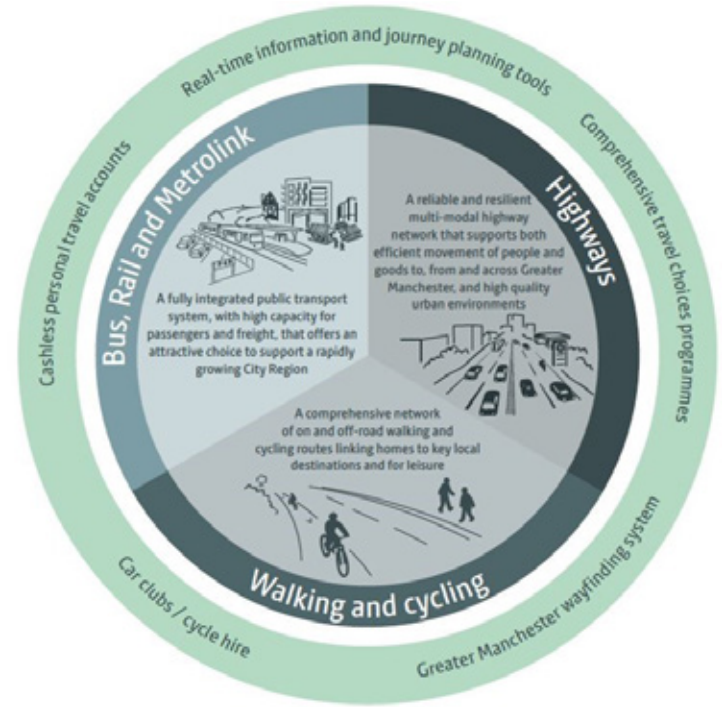 Real-time information and journey planning tools
Comprehensive travel choices programmes
Greater Manchester wayfinding system
Car clubs / cycle hire
Cashless personal travel accounts
Bus, Rail and Metrolink
A fully integrated public transport
system, with high capacity for
passengers and freight, that offers an
attractive choice to support a rapidly
growing City Region
Highways
A reliable and resilient
multi-modal highway
network that supports both
efficient movement of people and
goods to, from and across Greater
Manchester, and high quality
urban environments
A comprehensive network
of on and off-road walking and
cycling routes linking homes to key local
destinations and for leisure
Walking and cycling